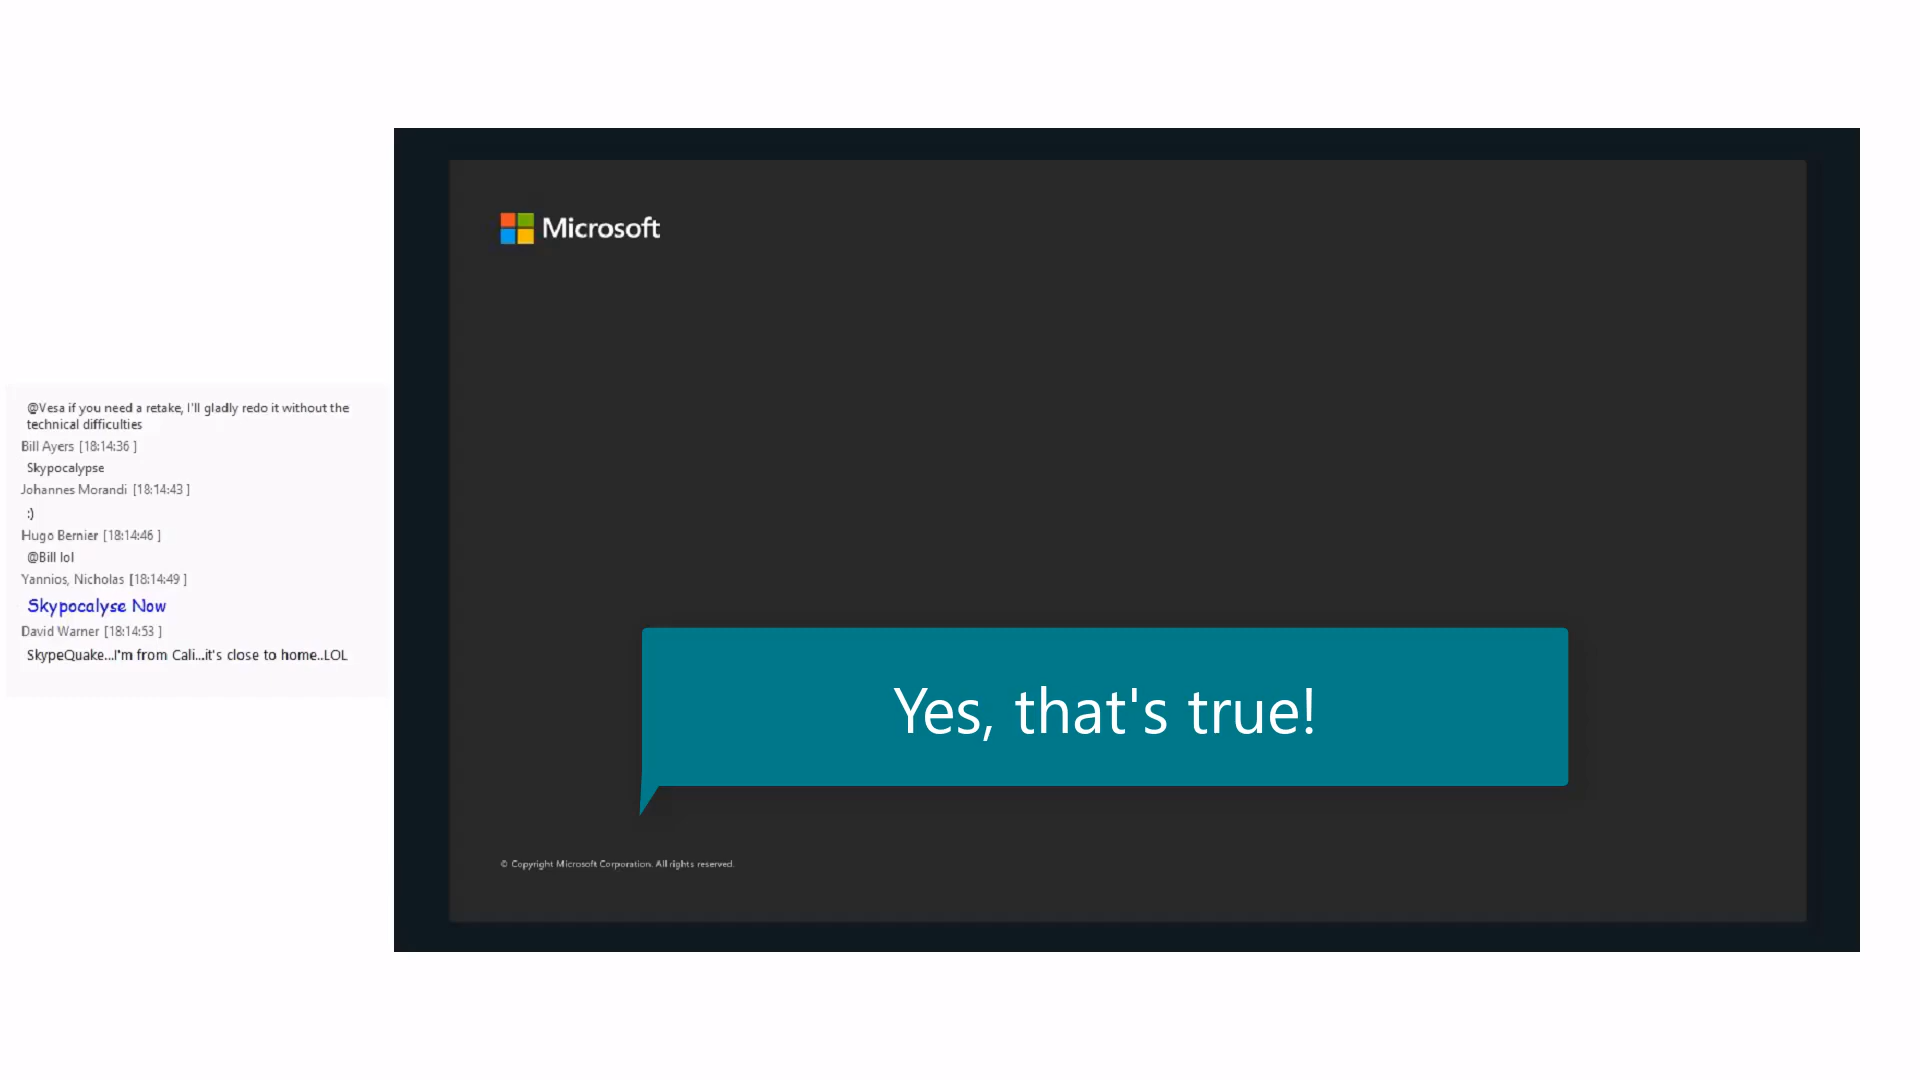 @Vesa if you need a retake, I'll gladly redo it without the
technical difficulties
Bill Ayers [18:14:36 ]
Skypocalypse
Johannes Morandi [18:14:43 ]
:)
Hugo Bernier [18:14:46 ]
@Bill lol
Yannios, Nicholas [18:14:49 ]
Skypocalyse Now
David Warner [18:14:53 ]
SkypeQuake...I'm from Cali...it's close to home..LOL
Microsoft
Yes, that's true!
© Copyright Microsoft Corporation. All rights reserved.